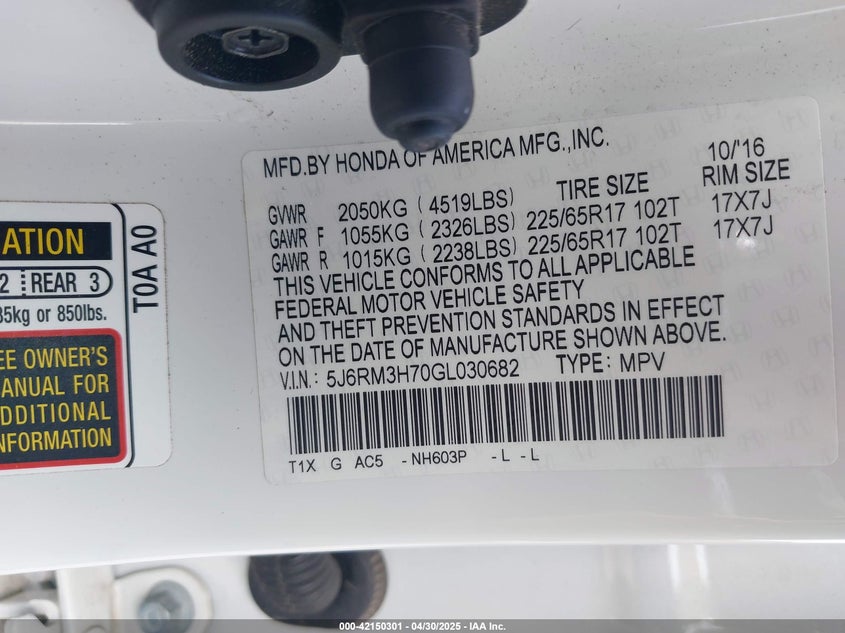 MFD.BY HONDA OF AMERICA MFG.,INC. 10/'16
TIRE SIZE RIM SIZE
GVWR 2050KG ( 4519LBS)
GAWR F 1055KG ( 2326LBS) 225/65R17 102T 17X7J
GAWR R 1015KG ( 2238LBS) 225/65R17 102T 17X7J
THIS VEHICLE CONFORMS TO ALL APPLICABLE
FEDERAL MOTOR VEHICLE SAFETY
AND THEFT PREVENTION STANDARDS IN EFFECT
ON THE DATE OF MANUFACTURE SHOWN ABOVE.
V.I.N: 5J6RM3H70GL030682 TYPE: MPV
T1X G AC5 -NH603P -L -L
ATION
2 REAR 3
85kg or 850lbs.
EE OWNER'S
ANUAL FOR
DDITIONAL
NFORMATION
T0A A0
000-42150301 - 04/30/2025 - IAA Inc.